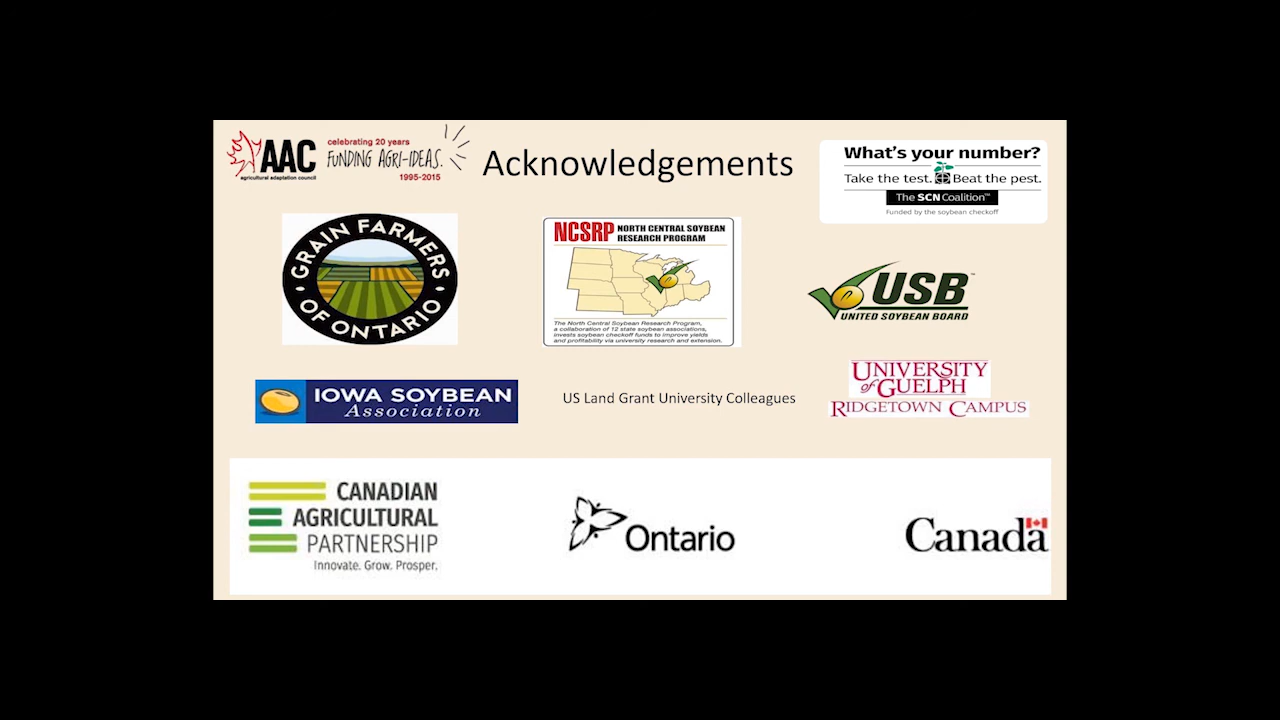 AAC
agricultural adaptation council
celebrating 20 years
FUNDING AGRI-IDEAS.
1995-2015
Acknowledgements
What's your number?
Take the test. Beat the pest.
The SCN Coalition™
Funded by the soybean checkoff
GRAIN FARMERS
OF ONTARIO
NCSRP NORTH CENTRAL SOYBEAN
RESEARCH PROGRAM
The North Central Soybean Research Program,
a collaboration of 12 state soybean associations,
invests soybean checkoff funds to improve yields
and profitability via university research and extension.
USB™
UNITED SOYBEAN BOARD
IOWA SOYBEAN
Association
US Land Grant University Colleagues
UNIVERSITY
of GUELPH
RIDGETOWN CAMPUS
CANADIAN
AGRICULTURAL
PARTNERSHIP
Innovate. Grow. Prosper.
Ontario
Canada